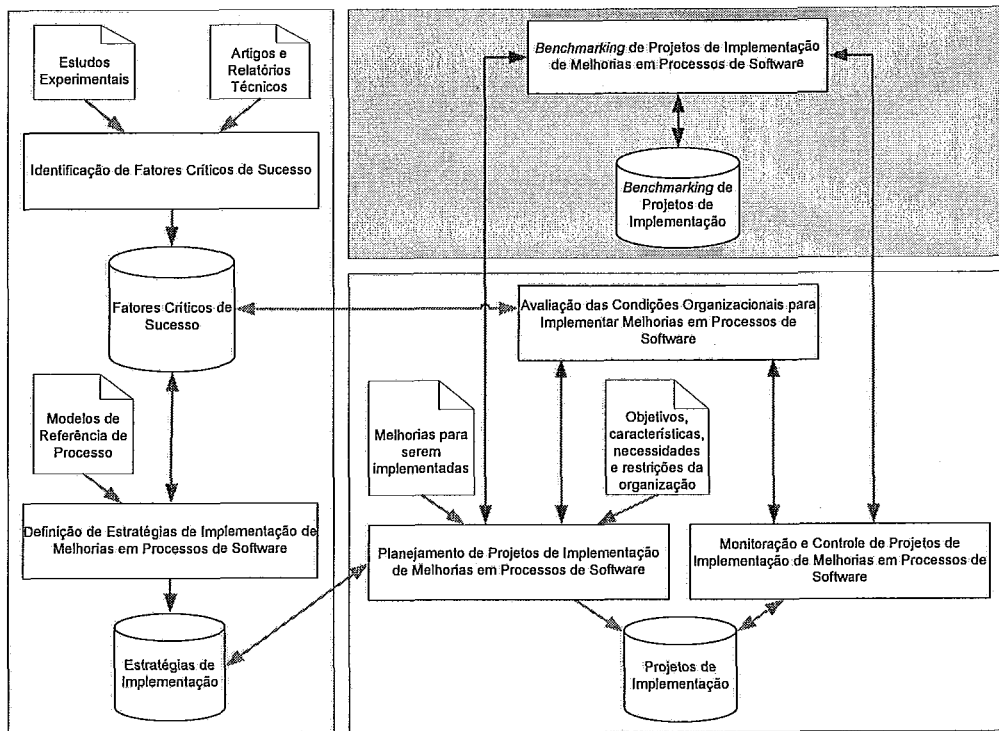 Estudos
Experimentais
Artigos e
Relatórios
Técnicos
Identificação de Fatores Críticos de Sucesso
Fatores Críticos de
Sucesso
Modelos de
Referência de
Processo
Definição de Estratégias de Implementação de
Melhorias em Processos de Software
Estratégias de
Implementação
Benchmarking de Projetos de Implementação
de Melhorias em Processos de Software
Benchmarking de
Projetos de
Implementação
Avaliação das Condições Organizacionais para
Implementar Melhorias em Processos de
Software
Melhorias para
serem
implementadas
Objetivos,
características,
necessidades
e restrições da
organização
Planejamento de Projetos de Implementação
de Melhorias em Processos de Software
Monitoração e Controle de Projetos de
Implementação de Melhorias em Processos de
Software
Projetos de
Implementação